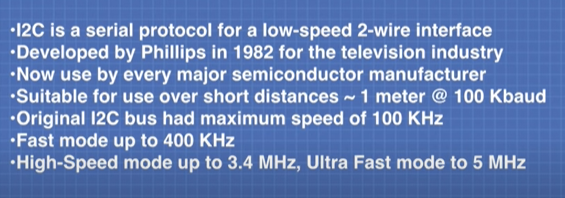 •I2C is a serial protocol for a low-speed 2-wire interface
•Developed by Phillips in 1982 for the television industry
•Now use by every major semiconductor manufacturer
•Suitable for use over short distances ~ 1 meter @ 100 Kbaud
•Original I2C bus had maximum speed of 100 KHz
•Fast mode up to 400 KHz
•High-Speed mode up to 3.4 MHz, Ultra Fast mode to 5 MHz